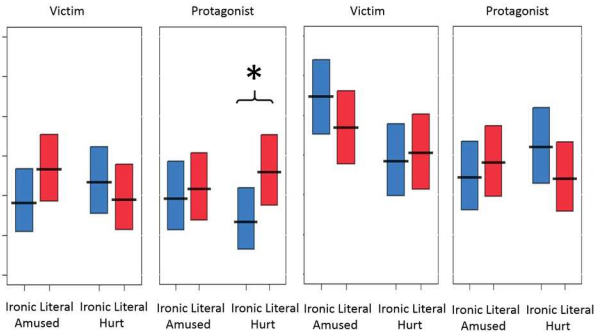 Victim Protagonist Victim Protagonist
*
Ironic Literal Ironic Literal Ironic Literal Ironic Literal Ironic Literal Ironic Literal Ironic Literal Ironic Literal
Amused Hurt Amused Hurt Amused Hurt Amused Hurt